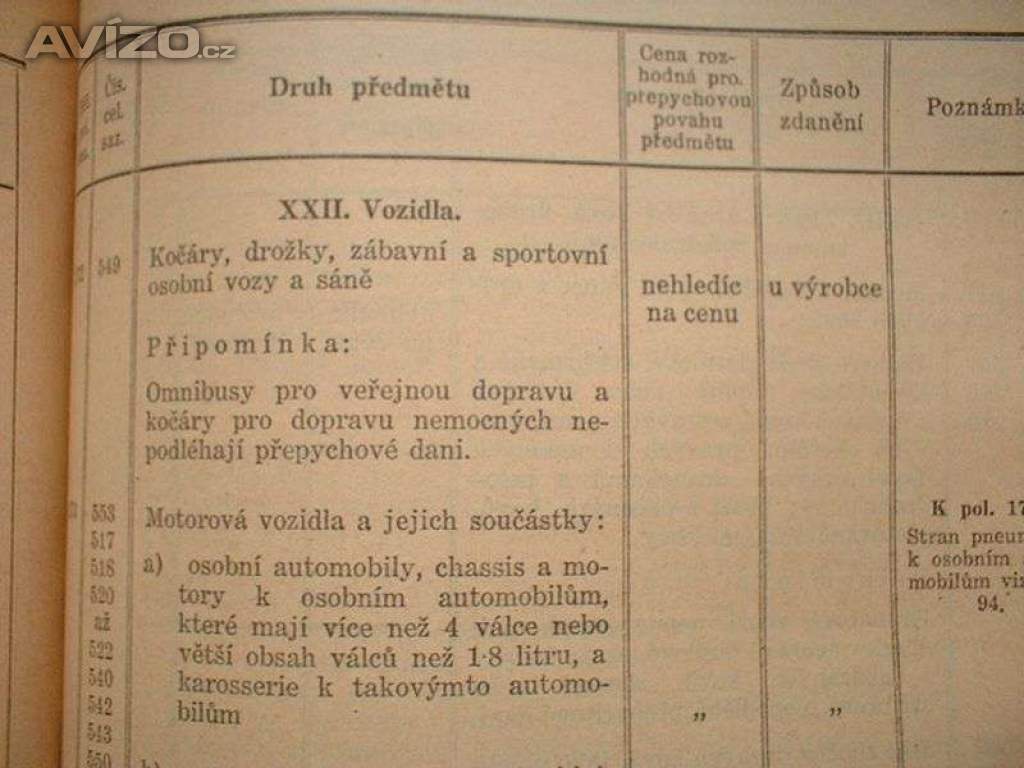 AVÍZO.cz
Čís.
cel.
saz.
Druh předmětu
Cena roz-
hodná pro
přepychovou
povahu
předmětu
Způsob
zdanění
Poznámk
XXII. Vozidla.
549
Kočáry, drožky, zábavní a sportovní
osobní vozy a sáně
nehledíc
na cenu
u výrobce
Připomínka:
Omnibusy pro veřejnou dopravu a
kočáry pro dopravu nemocných ne-
podléhají přepychové dani.
553
517
518
520
až
522
540
542
543
550
Motorová vozidla a jejich součástky:
a) osobní automobily, chassis a mo-
tory k osobním automobilům,
které mají více než 4 válce nebo
větší obsah válců než 1·8 litru, a
karosserie k takovýmto automo-
bilům
„
„
K pol. 17
Stran pneum
k osobním
mobilům viz
94.